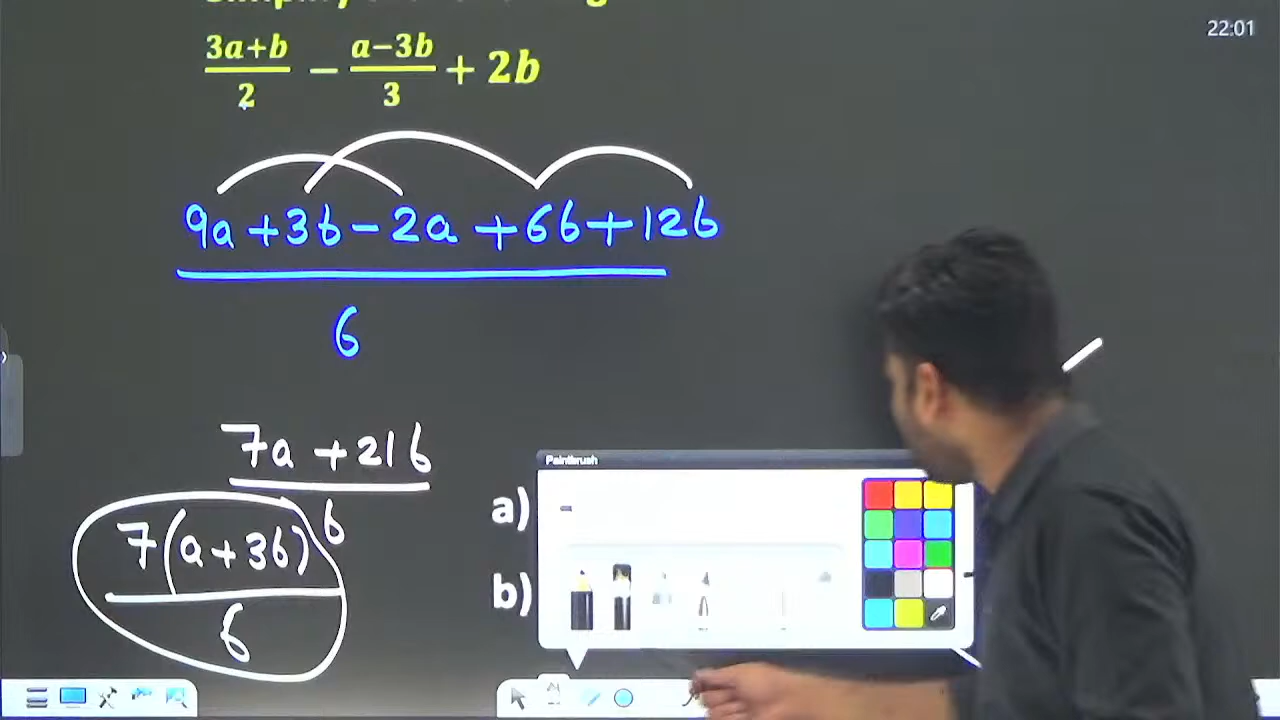 22:01
3a+b/2 − a−3b/3 + 2b
9a+3b−2a+6b+12b
6
7a+21b
6
7(a+3b)
6
Paintbrush
a)
b)